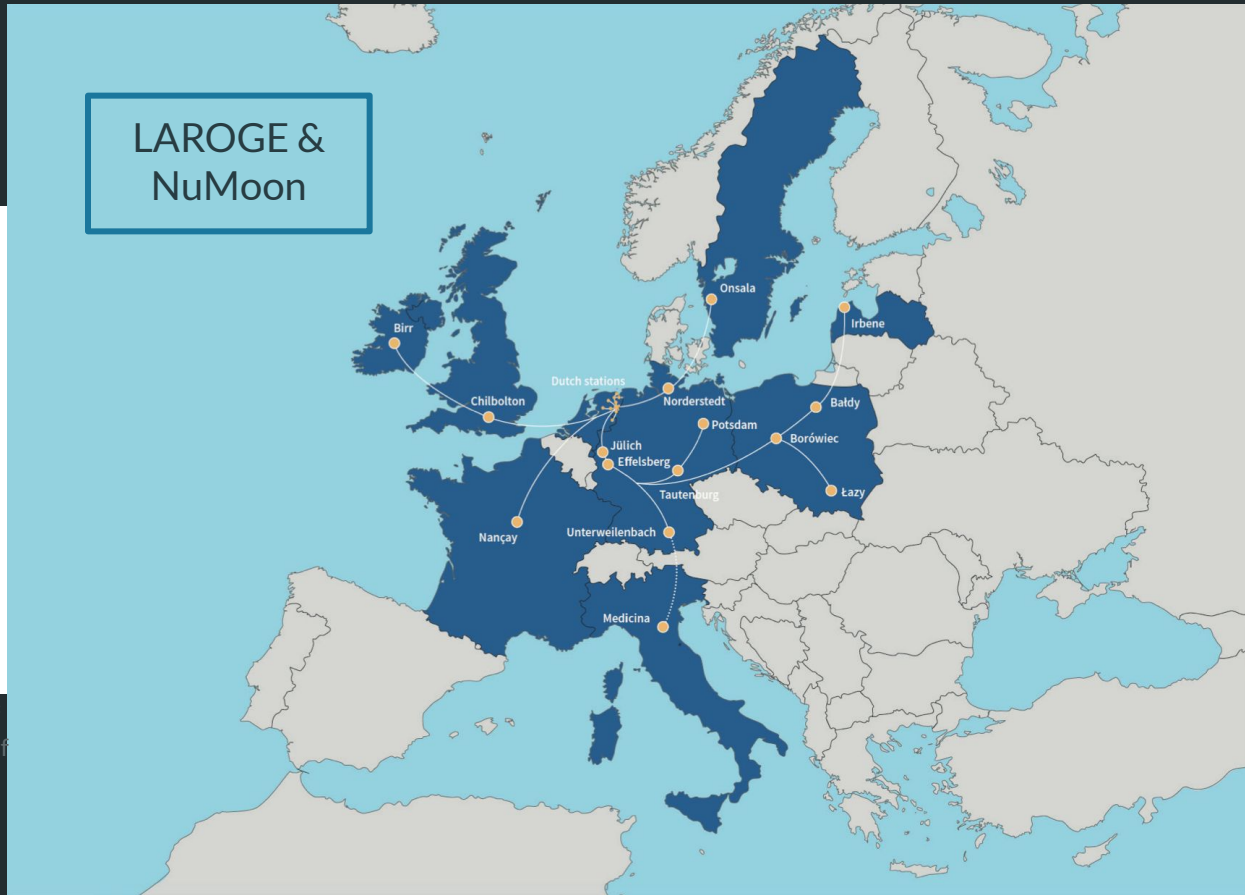 LAROGE &
NuMoon
Onsala
Irbene
Birr
Dutch stations
Chilbolton
Norderstedt
Bałdy
Potsdam
Borówiec
Jülich
Effelsberg
Tautenburg
Łazy
Nançay
Unterweilenbach
Medicina
f